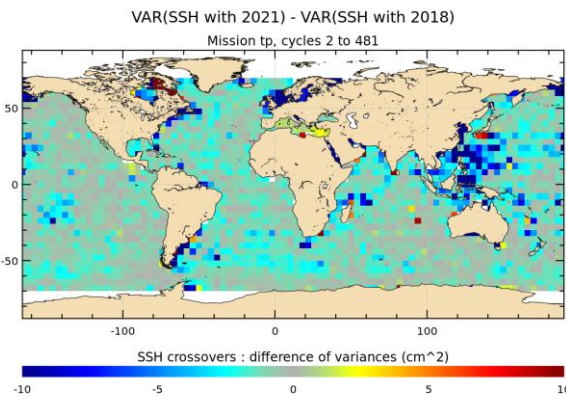 VAR(SSH with 2021) - VAR(SSH with 2018)
Mission tp, cycles 2 to 481
50
0
-50
-100 0 100
SSH crossovers : difference of variances (cm^2)
-10 -5 0 5 10